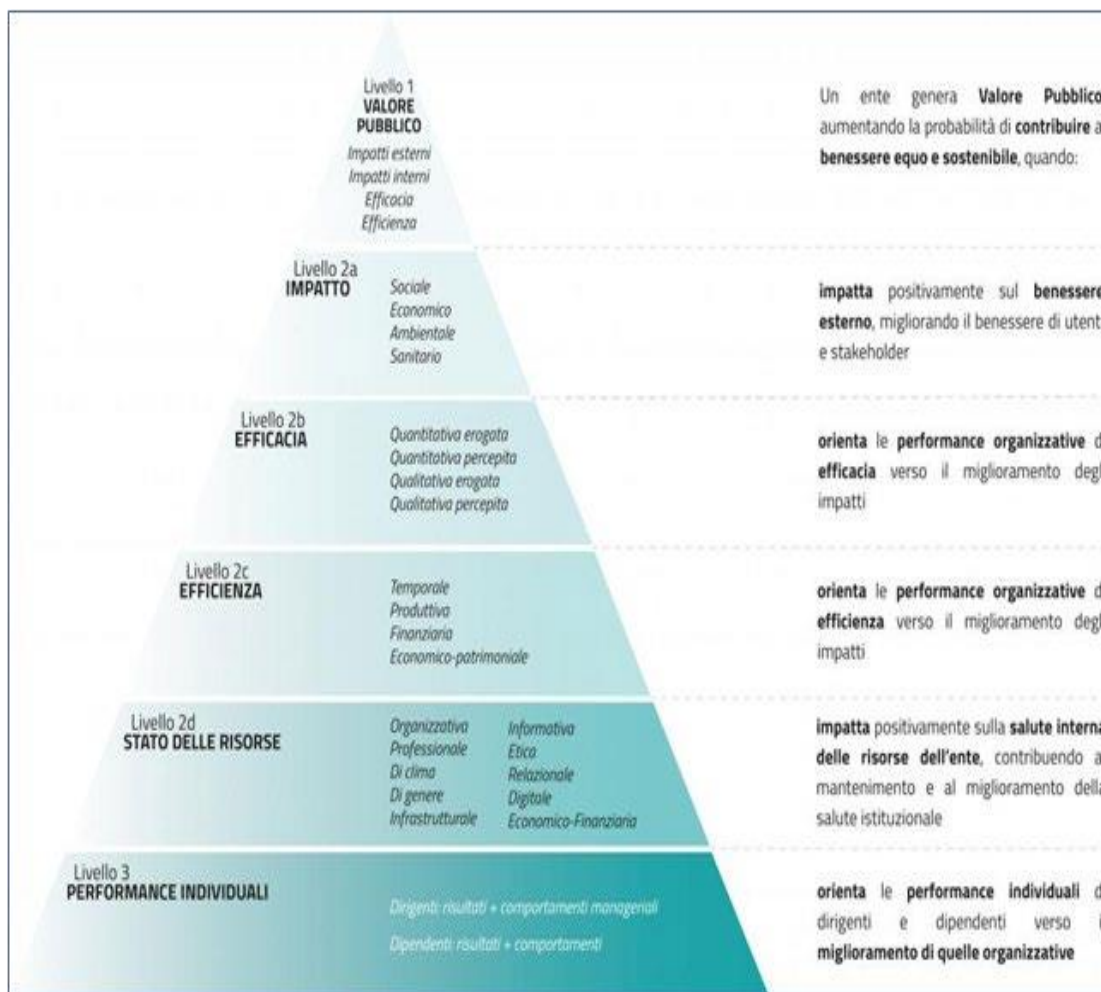 Livello 1
VALORE
PUBBLICO
Impatti esterni
Impatti interni
Efficacia
Efficienza
Un ente genera Valore Pubblico
aumentando la probabilità di contribuire a
benessere equo e sostenibile, quando:
Livello 2a
IMPATTO
Sociale
Economico
Ambientale
Sanitario
impatta positivamente sul benessere
esterno, migliorando il benessere di utent
e stakeholder
Livello 2b
EFFICACIA
Quantitativa erogata
Quantitativa percepita
Qualitativa erogata
Qualitativa percepita
orienta le performance organizzative d
efficacia verso il miglioramento degl
impatti
Livello 2c
EFFICIENZA
Temporale
Produttiva
Finanziaria
Economico-patrimoniale
orienta le performance organizzative d
efficienza verso il miglioramento degl
impatti
Livello 2d
STATO DELLE RISORSE
Organizzativa
Professionale
Di clima
Di genere
Infrastrutturale
Informativa
Etica
Relazionale
Digitale
Economico-Finanziaria
impatta positivamente sulla salute interna
delle risorse dell'ente, contribuendo a
mantenimento e al miglioramento della
salute istituzionale
Livello 3
PERFORMANCE INDIVIDUALI
Dirigenti: risultati + comportamenti manageriali
Dipendenti: risultati + comportamenti
orienta le performance individuali d
dirigenti e dipendenti verso i
miglioramento di quelle organizzative